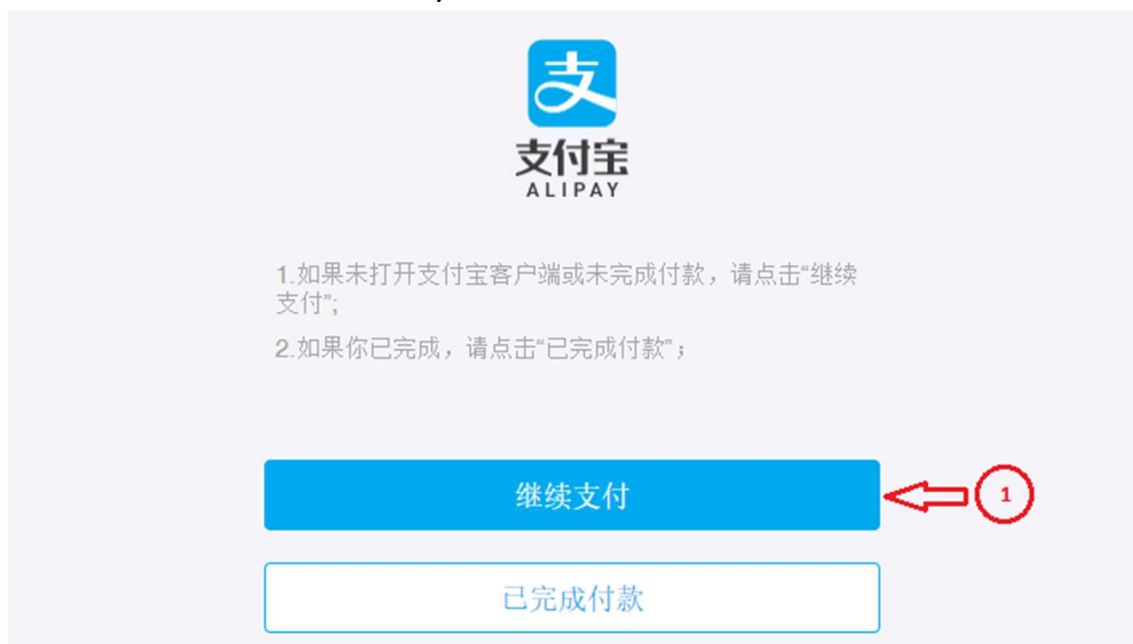 支
支付宝
ALIPAY
1.如果未打开支付宝客户端或未完成付款，请点击“继续
支付”;
2.如果你已完成，请点击“已完成付款”；
继续支付
1
已完成付款